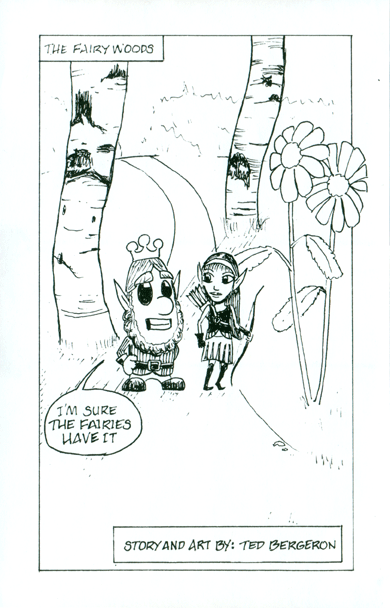 THE FAIRY WOODS
I'M SURE
THE FAIRIES
HAVE IT
STORY AND ART BY: TED BERGERON